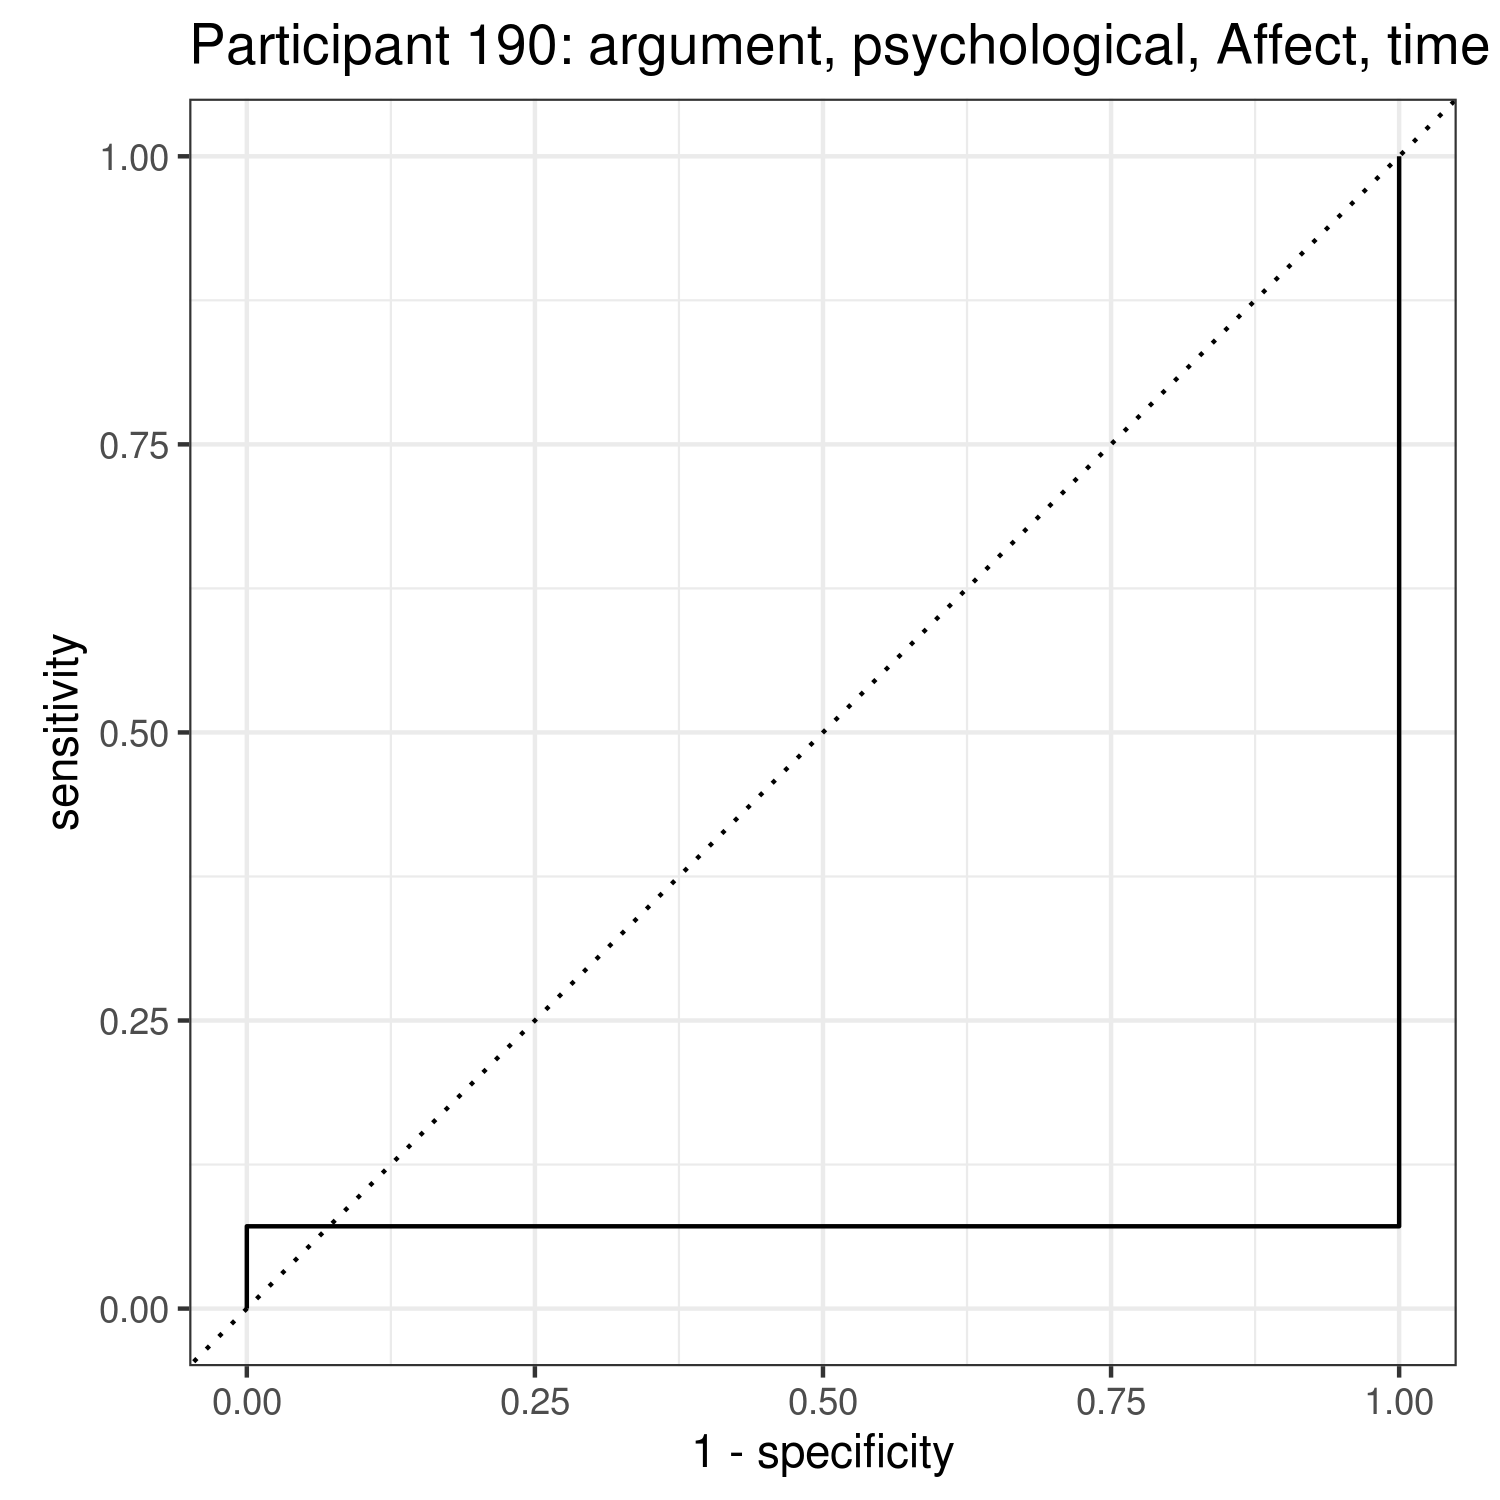 Participant 190: argument, psychological, Affect, time
1.00
0.75
0.50
0.25
0.00
sensitivity
0.00 0.25 0.50 0.75 1.00
1 - specificity